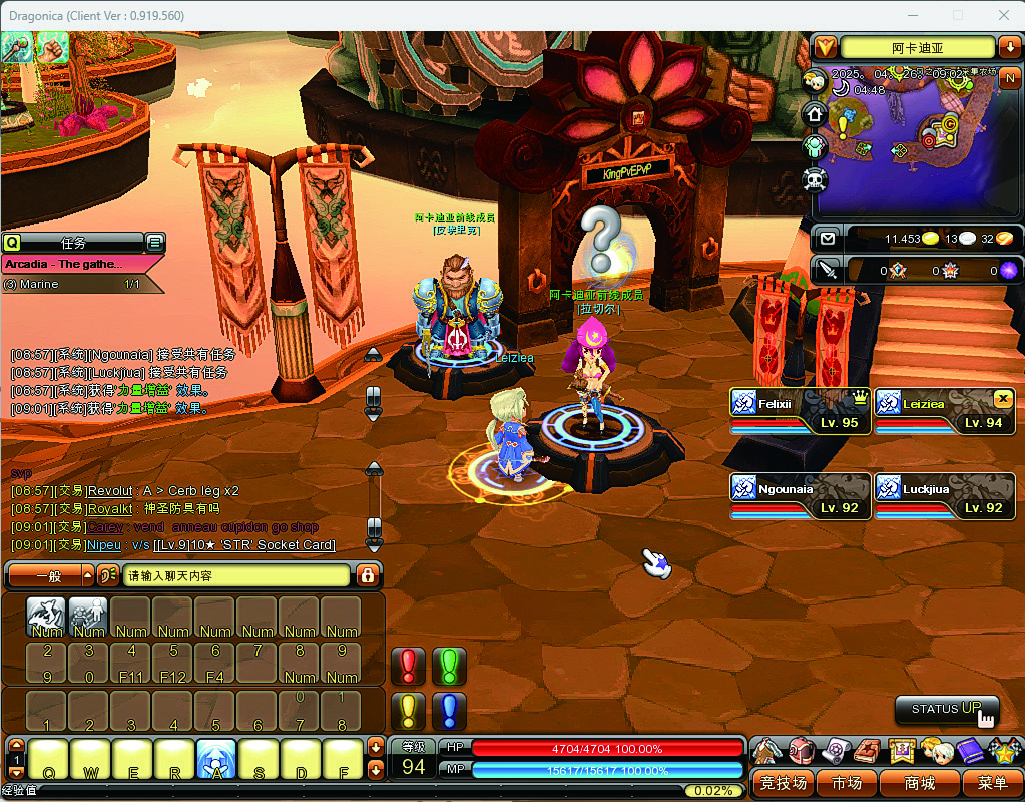 Dragonica (Client Ver : 0.919.560)
阿卡迪亚
04:48
N
KingPvEPvP
阿卡迪亚前线成员
[皮埃里克]
阿卡迪亚前线成员
[拉切尔]
Leiziea
11.453 13 32
0 0 0
Q 任务
Arcadia - The gathe...
(3) Marine 1/1
[08:57][系统][Ngounaia] 接受共有任务
[08:57][系统][Luckjiua] 接受共有任务
[08:57][系统]获得'力量增益' 效果。
[09:01][系统]获得'力量增益' 效果。
Felixii
Lv. 95
Leiziea
Lv. 94
Ngounaia
Lv. 92
Luckjiua
Lv. 92
svp
[08:57][交易]Revolut : A > Cerb lég x2
[08:57][交易]Royalkt : 神圣防具有吗
[09:01][交易]Carey : vend anneau cupidon go shop
[09:01][交易]Nipeu : v/s [[Lv.9]10★ 'STR' Socket Card]
一般
请输入聊天内容
Num Num Num Num Num Num Num Num
2 3 4 5 6 7 8 9
9 0 F11 F12 F4 Num Num
0 1
1 2 3 4 5 6 7 8
STATUS UP
1 Q W E R A S D F
等级
94
HP 4704/4704 100.00%
MP 15617/15617 100.00%
经验值
0.02%
竞技场 市场 商城 菜单